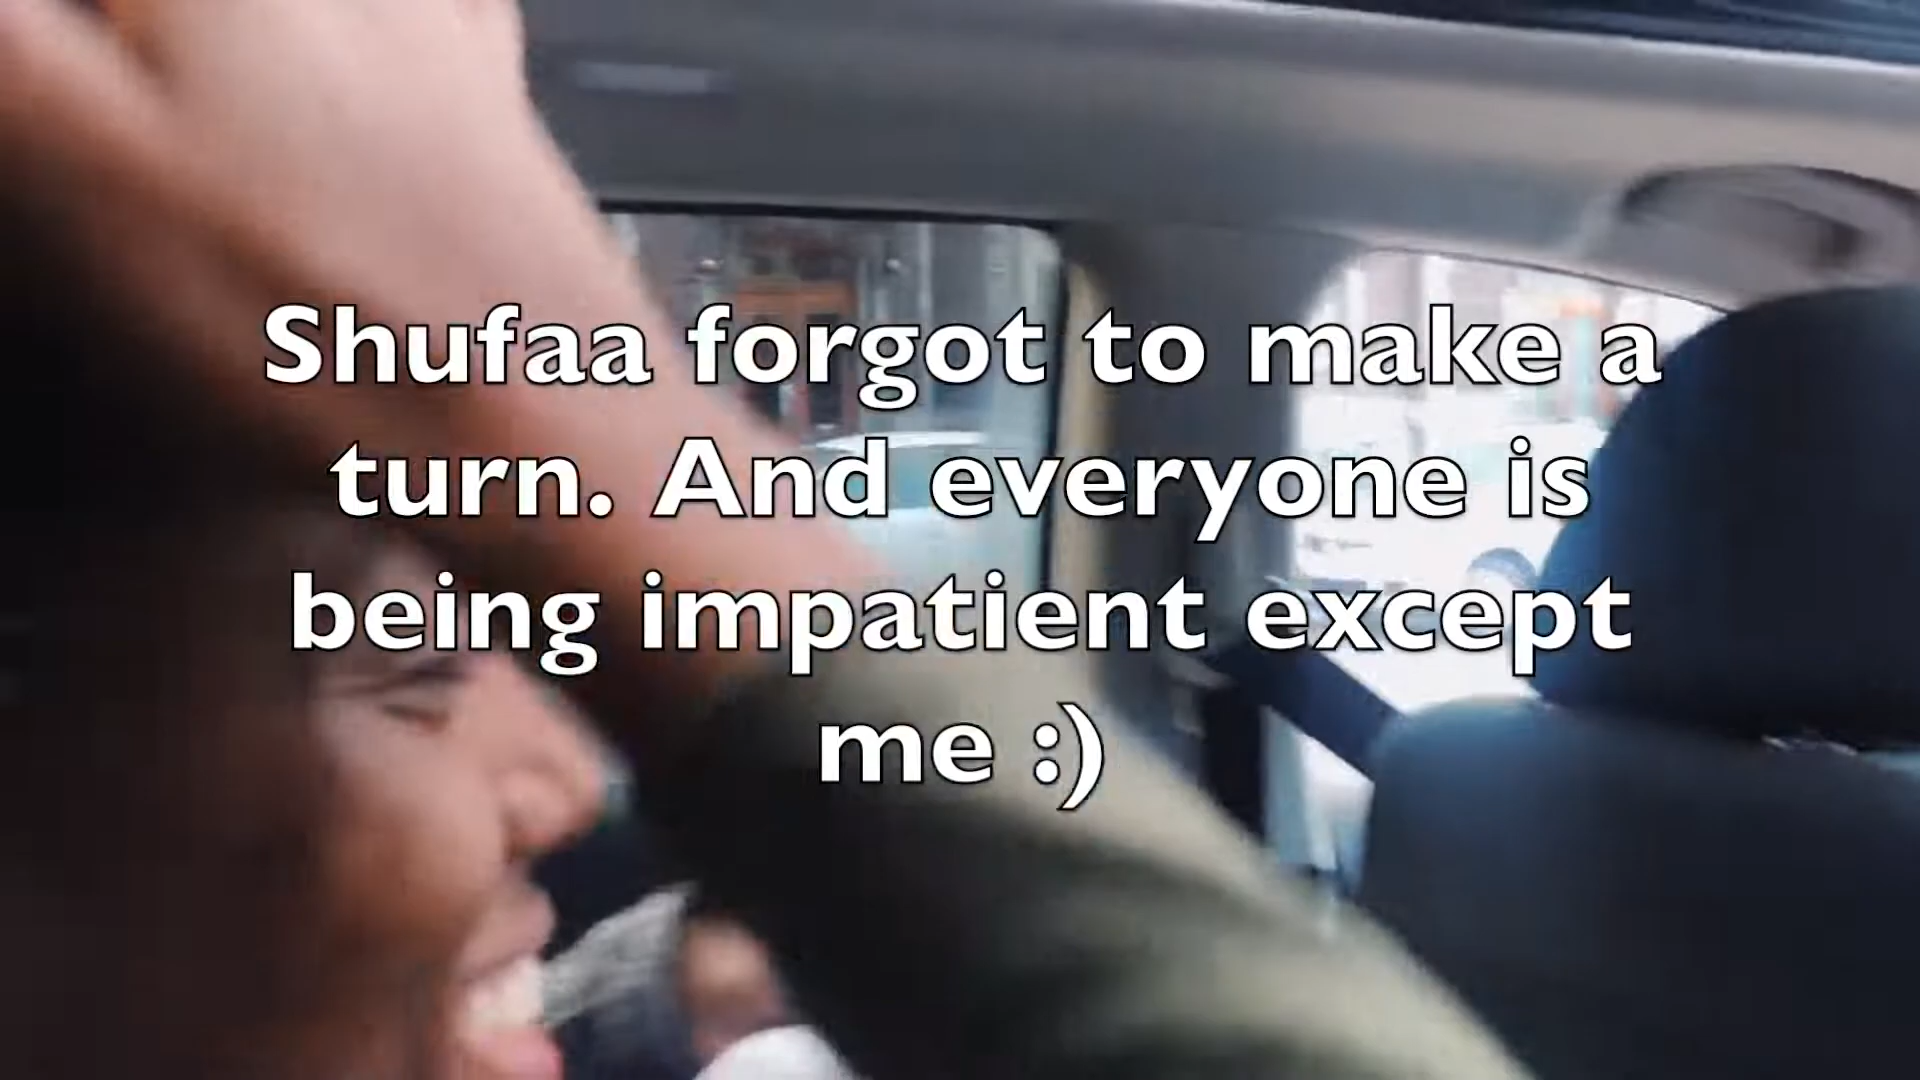 Shufaa forgot to make a
turn. And everyone is
being impatient except
me :)